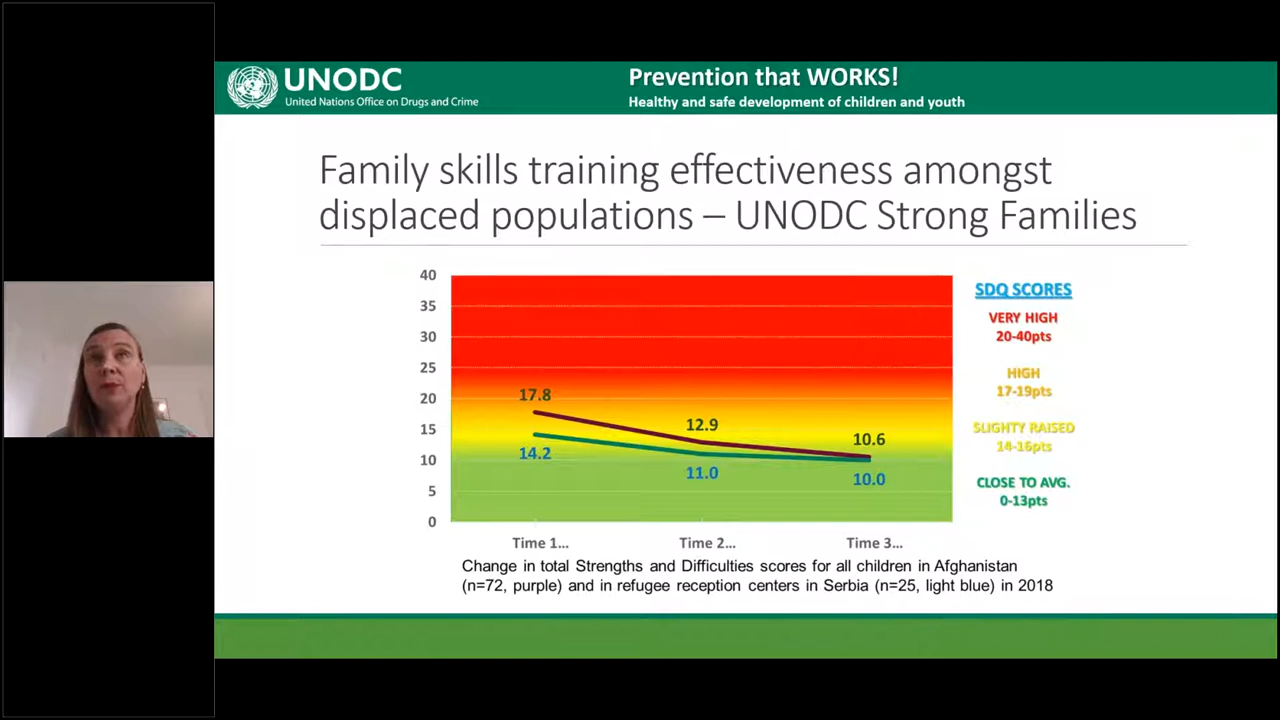 UNODC
United Nations Office on Drugs and Crime
Prevention that WORKS!
Healthy and safe development of children and youth
Family skills training effectiveness amongst
displaced populations – UNODC Strong Families
40
35
30
25
20
15
10
5
0
17.8
12.9
10.6
14.2
11.0
10.0
Time 1...
Time 2...
Time 3...
SDQ SCORES
VERY HIGH
20-40pts
HIGH
17-19pts
SLIGHTY RAISED
14-16pts
CLOSE TO AVG.
0-13pts
Change in total Strengths and Difficulties scores for all children in Afghanistan
(n=72, purple) and in refugee reception centers in Serbia (n=25, light blue) in 2018